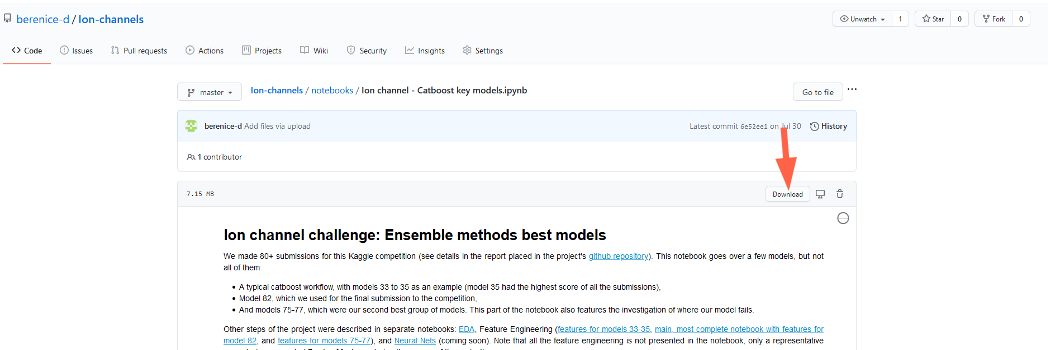 berenice-d / Ion-channels
Unwatch 1 Star 0 Fork 0
Code Issues Pull requests Actions Projects Wiki Security Insights Settings
master Ion-channels / notebooks / Ion channel - Catboost key models.ipynb Go to file ...
berenice-d Add files via upload Latest commit 6e52ee1 on Jul 30 History
1 contributor
7.15 MB Download
Ion channel challenge: Ensemble methods best models
We made 80+ submissions for this Kaggle competition (see details in the report placed in the project's github repository). This notebook goes over a few models, but not
all of them
• A typical catboost workflow, with models 33 to 35 as an example (model 35 had the highest score of all the submissions),
• Model 82, which we used for the final submission to the competition,
• And models 75-77, which were our second best group of models. This part of the notebook also features the investigation of where our model fails.
Other steps of the project were described in separate notebooks: EDA, Feature Engineering (features for models 33-35, main, most complete notebook with features for
model 82, and features for models 75-77), and Neural Nets (coming soon). Note that all the feature engineering is not presented in the notebook, only a representative